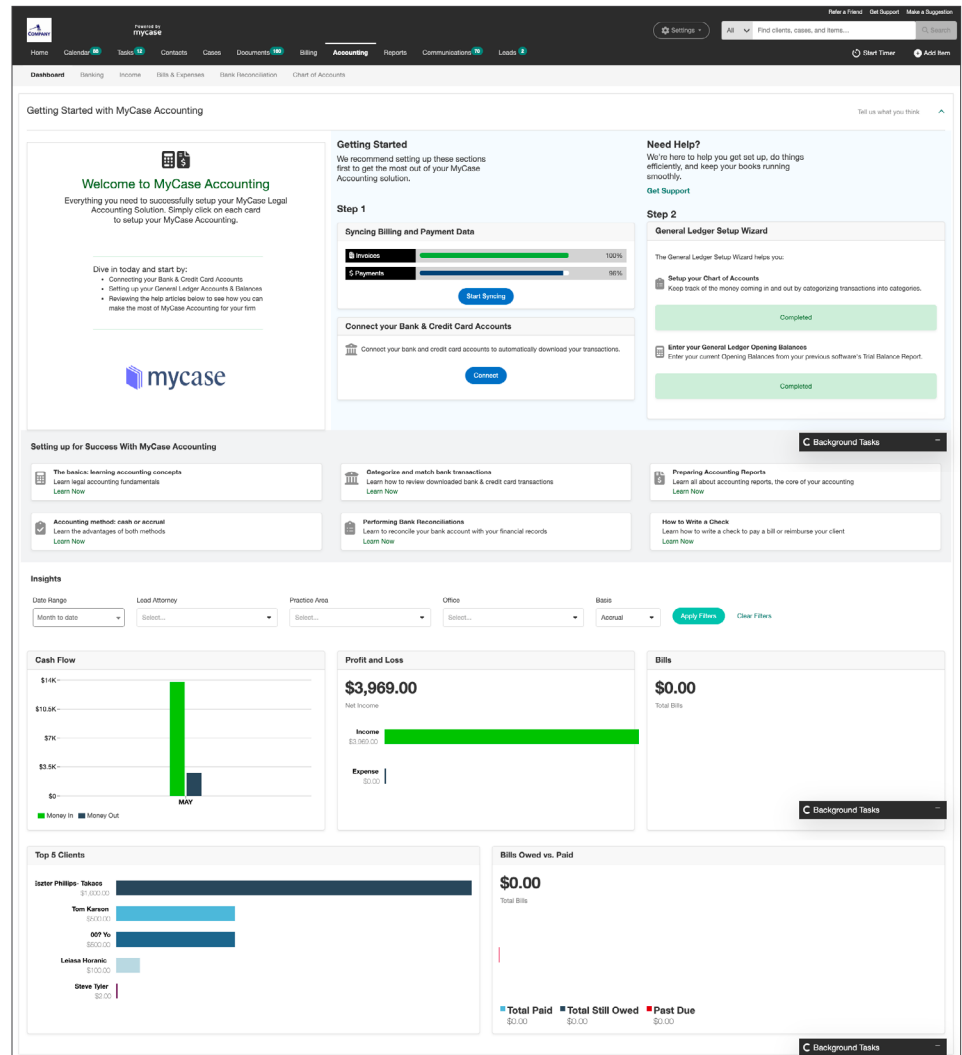 Refer a Friend Get Support Make a Suggestion
COMPANY
Powered by
mycase
Settings
All Find clients, cases, and items... Search
Home Calendar Tasks 12 Contacts Cases Documents Billing Accounting Reports Communications 70 Leads 2
Start Timer Add Item
Dashboard Banking Income Bills & Expenses Bank Reconciliation Chart of Accounts
Getting Started with MyCase Accounting
Tell us what you think
Welcome to MyCase Accounting
Everything you need to successfully setup your MyCase Legal
Accounting Solution. Simply click on each card
to setup your MyCase Accounting.
Dive in today and start by:
• Connecting your Bank & Credit Card Accounts
• Setting up your General Ledger Accounts & Balances
• Reviewing the help articles below to see how you can
make the most of MyCase Accounting for your firm
mycase
Getting Started
We recommend setting up these sections
first to get the most out of your MyCase
Accounting solution.
Step 1
Syncing Billing and Payment Data
Invoices 100%
$ Payments 96%
Start Syncing
Connect your Bank & Credit Card Accounts
Connect your bank and credit card accounts to automatically download your transactions.
Connect
Need Help?
We're here to help you get set up, do things
efficiently, and keep your books running
smoothly.
Get Support
Step 2
General Ledger Setup Wizard
The General Ledger Setup Wizard helps you:
Setup your Chart of Accounts
Keep track of the money coming in and out by categorizing transactions into categories.
Completed
Enter your General Ledger Opening Balances
Enter your current Opening Balances from your previous software's Trial Balance Report.
Completed
Background Tasks
Setting up for Success With MyCase Accounting
The basics: learning accounting concepts
Learn legal accounting fundamentals
Learn Now
Categorize and match bank transactions
Learn how to review downloaded bank & credit card transactions
Learn Now
Preparing Accounting Reports
Learn all about accounting reports, the core of your accounting
Learn Now
Accounting method: cash or accrual
Learn the advantages of both methods
Learn Now
Performing Bank Reconciliations
Learn to reconcile your bank account with your financial records
Learn Now
How to Write a Check
Learn how to write a check to pay a bill or reimburse your client
Learn Now
Insights
Date Range Lead Attorney Practice Area Office Basis
Month to date Select... Select... Select... Accrual Apply Filters Clear Filters
Cash Flow
$14K
$10.5K
$7K
$3.5K
$0
MAY
Money In Money Out
Profit and Loss
$3,969.00
Net Income
Income
$3,969.00
Expense
$0.00
Bills
$0.00
Total Bills
Background Tasks
Top 5 Clients
Eszter Phillips- Takacs
$1,600.00
Tom Karson
00? Yo
Leiasa Horanic
$100.00
Steve Tyler
Bills Owed vs. Paid
$0.00
Total Bills
Total Paid Total Still Owed Past Due
$0.00 $0.00 $0.00
Background Tasks